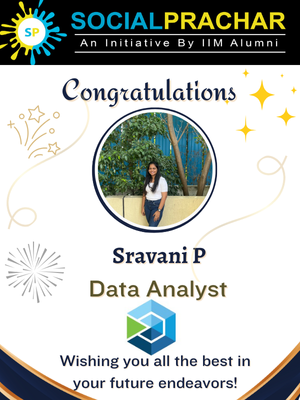 SP
SOCIALPRACHAR
An Initiative By IIM Alumni
Congratulations
Sravani P
Data Analyst
Wishing you all the best in
your future endeavors!